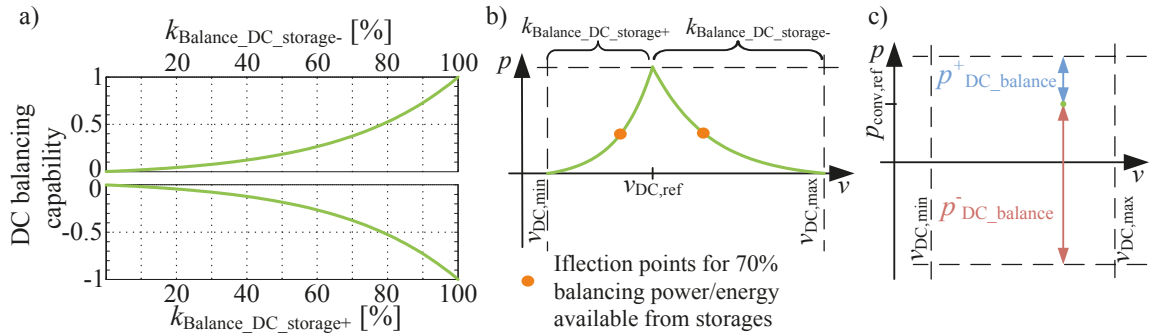 a)
k_Balance_DC_storage- [%]
20 40 60 80 100
DC balancing
capability
1
0.5
0
0
-0.5
-1
20 40 60 80 100
k_Balance_DC_storage+ [%]
b)
k_Balance_DC_storage+ k_Balance_DC_storage-
p
v_DC,min
v_DC,ref
v_DC,max
v
Iflection points for 70%
balancing power/energy
available from storages
c)
p
p_conv,ref
p^+_DC_balance
v
p^-_DC_balance
v_DC,min
v_DC,max